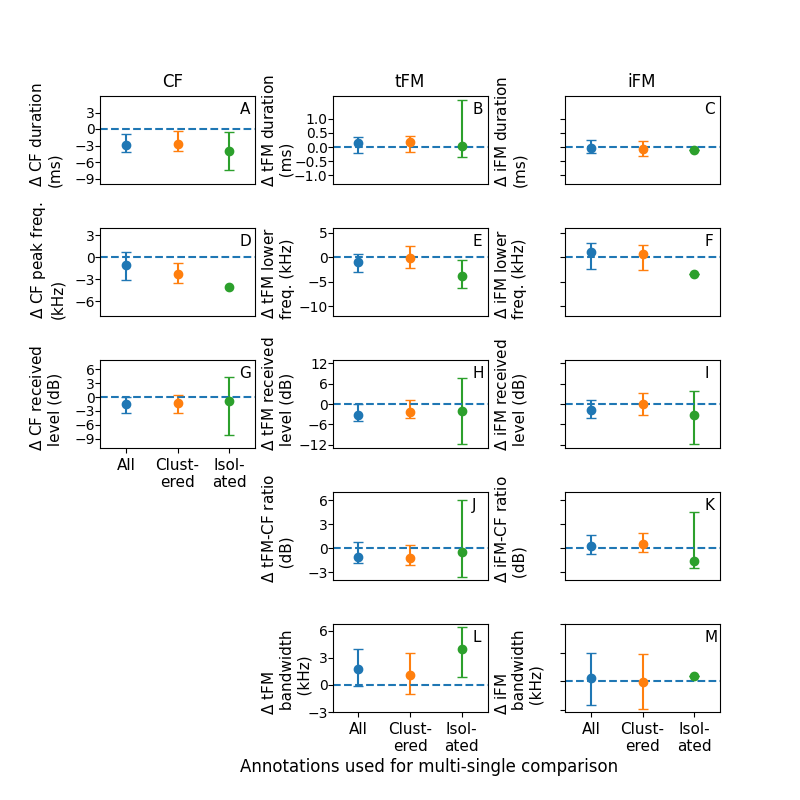 CF
tFM
iFM
Δ CF duration
(ms)
3
0
−3
−6
−9
A
Δ tFM duration
(ms)
1.0
0.5
0.0
−0.5
−1.0
B
Δ iFM duration
(ms)
C
Δ CF peak freq.
(kHz)
3
0
−3
−6
D
Δ tFM lower
freq. (kHz)
5
0
−5
−10
E
Δ iFM lower
freq. (kHz)
F
Δ CF received
level (dB)
6
3
0
−3
−6
−9
G
All
Clust-
ered
Isol-
ated
Δ tFM received
level (dB)
12
6
0
−6
−12
H
Δ iFM received
level (dB)
I
Δ tFM-CF ratio
(dB)
6
3
0
−3
J
Δ iFM-CF ratio
(dB)
K
Δ tFM
bandwidth
(kHz)
6
3
0
−3
L
All
Clust-
ered
Isol-
ated
Δ iFM
bandwidth
(kHz)
M
All
Clust-
ered
Isol-
ated
Annotations used for multi-single comparison